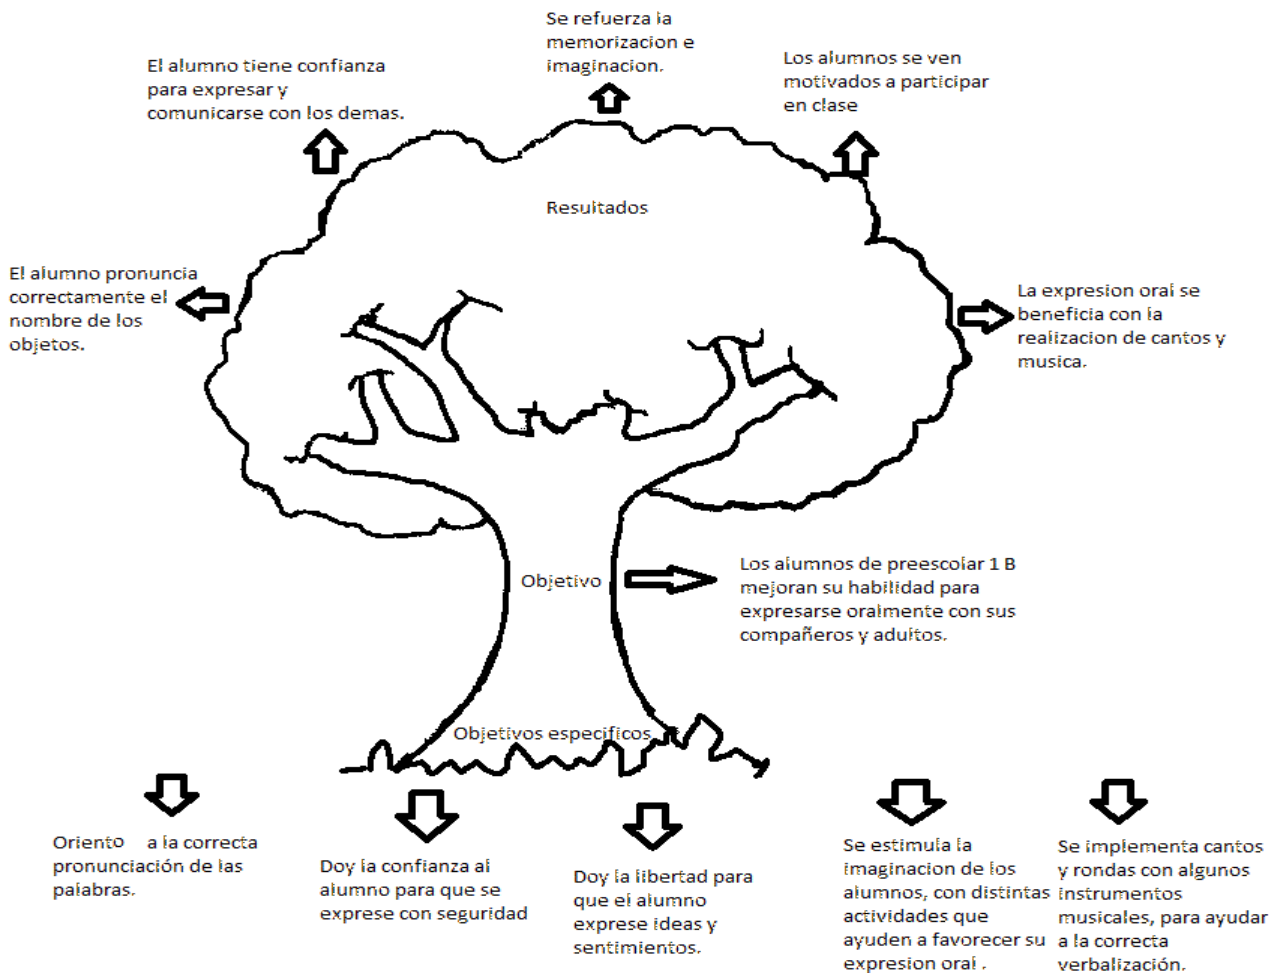 Se refuerza la
memorizacion e
imaginacion.
El alumno tiene confianza
para expresar y
comunicarse con los demas.
Los alumnos se ven
motivados a participar
en clase
Resultados
El alumno pronuncia
correctamente el
nombre de los
objetos.
La expresion oral se
beneficia con la
realizacion de cantos y
musica.
Objetivo
Los alumnos de preescolar 1 B
mejoran su habilidad para
expresarse oralmente con sus
compañeros y adultos.
Objetivos especificos
Oriento a la correcta
pronunciación de las
palabras.
Doy la confianza al
alumno para que se
exprese con seguridad
Doy la libertad para
que el alumno
exprese ideas y
sentimientos.
Se estimula la
imaginacion de los
alumnos, con distintas
actividades que
ayuden a favorecer su
expresion oral .
Se implementa cantos
y rondas con algunos
instrumentos
musicales, para ayudar
a la correcta
verbalización.